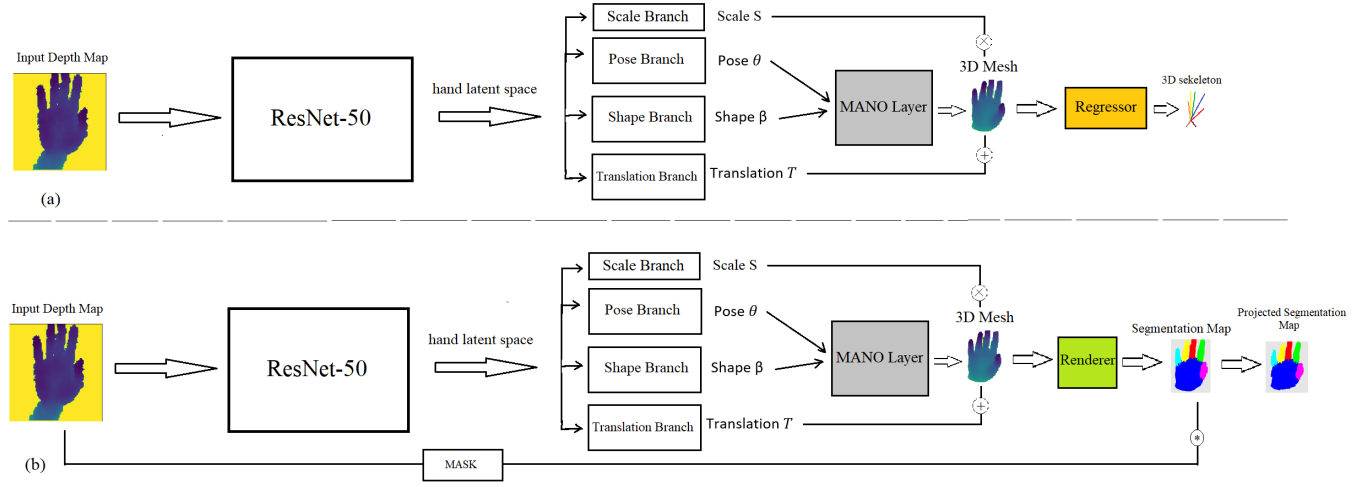 Input Depth Map
ResNet-50
hand latent space
Scale Branch
Scale S
Pose Branch
Pose θ
Shape Branch
Shape β
Translation Branch
Translation T
MANO Layer
3D Mesh
Regressor
3D sekeleton
(a)
Input Depth Map
ResNet-50
hand latent space
Scale Branch
Scale S
Pose Branch
Pose θ
Shape Branch
Shape β
Translation Branch
Translation T
MANO Layer
3D Mesh
Renderer
Segmentation Map
Projected Segmentation
Map
MASK
*
(b)